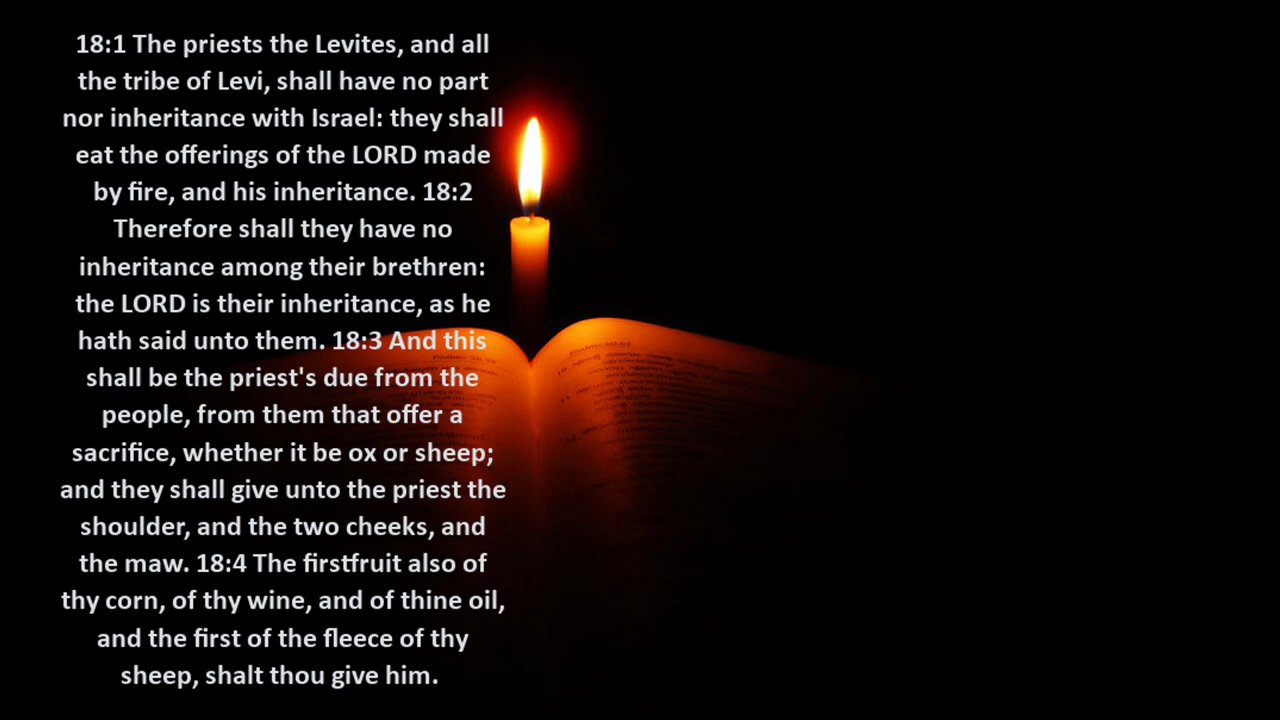 18:1 The priests the Levites, and all
the tribe of Levi, shall have no part
nor inheritance with Israel: they shall
eat the offerings of the LORD made
by fire, and his inheritance. 18:2
Therefore shall they have no
inheritance among their brethren:
the LORD is their inheritance, as he
hath said unto them. 18:3 And this
shall be the priest's due from the
people, from them that offer a
sacrifice, whether it be ox or sheep;
and they shall give unto the priest the
shoulder, and the two cheeks, and
the maw. 18:4 The firstfruit also of
thy corn, of thy wine, and of thine oil,
and the first of the fleece of thy
sheep, shalt thou give him.